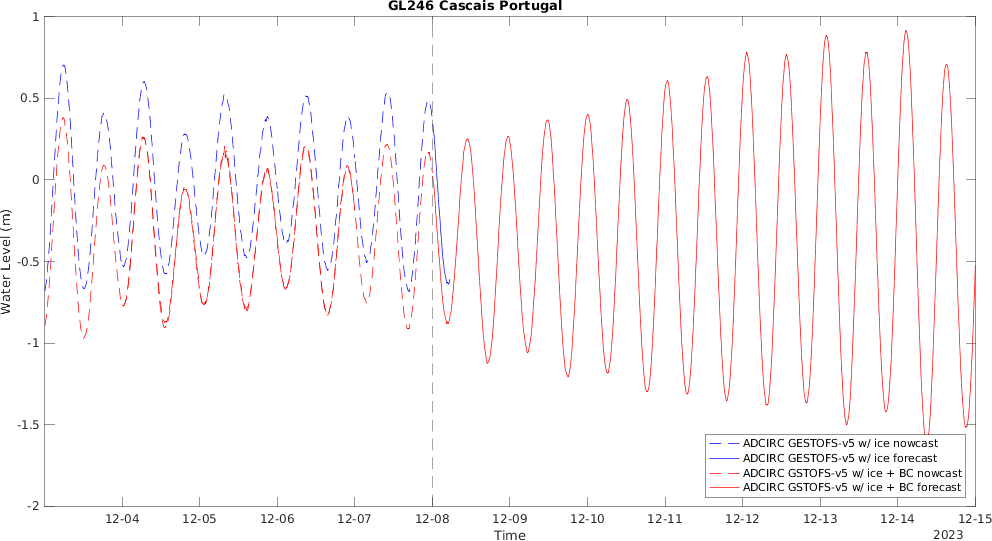 GL246 Cascais Portugal
1
0.5
0
-0.5
-1
-1.5
-2
Water Level (m)
12-04 12-05 12-06 12-07 12-08 12-09 12-10 12-11 12-12 12-13 12-14 12-15
Time
2023
ADCIRC GESTOFS-v5 w/ ice nowcast
ADCIRC GESTOFS-v5 w/ ice forecast
ADCIRC GSTOFS-v5 w/ ice + BC nowcast
ADCIRC GSTOFS-v5 w/ ice + BC forecast